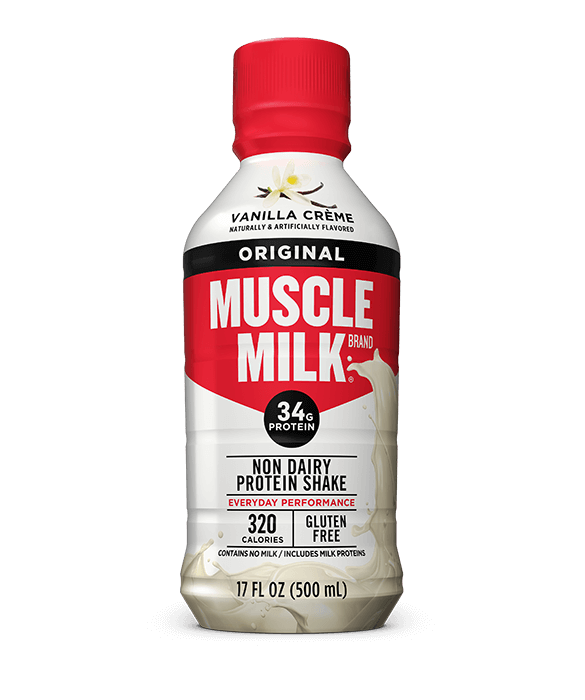 VANILLA CRÈME
NATURALLY & ARTIFICIALLY FLAVORED
ORIGINAL
MUSCLE
MILK®
BRAND
34G
PROTEIN
NON DAIRY
PROTEIN SHAKE
EVERYDAY PERFORMANCE
320
CALORIES
GLUTEN
FREE
CONTAINS NO MILK / INCLUDES MILK PROTEINS
17 FL OZ (500 mL)